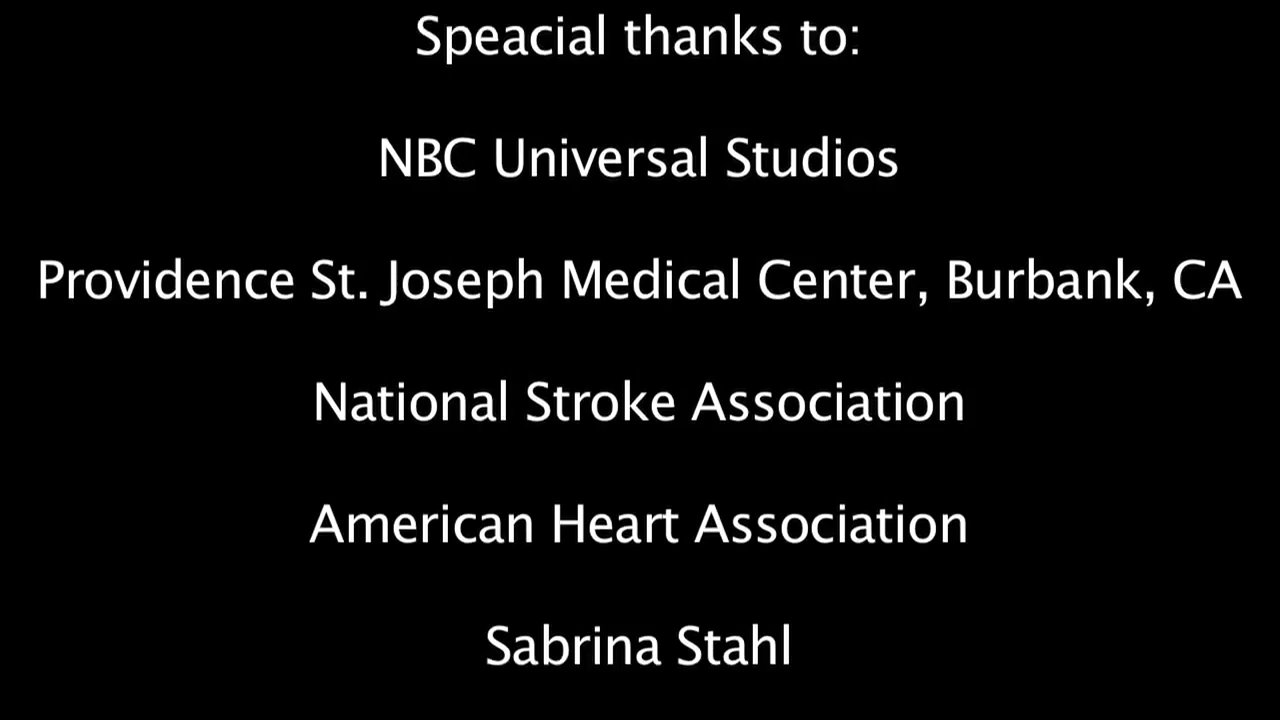 Speacial thanks to:
NBC Universal Studios
Providence St. Joseph Medical Center, Burbank, CA
National Stroke Association
American Heart Association
Sabrina Stahl